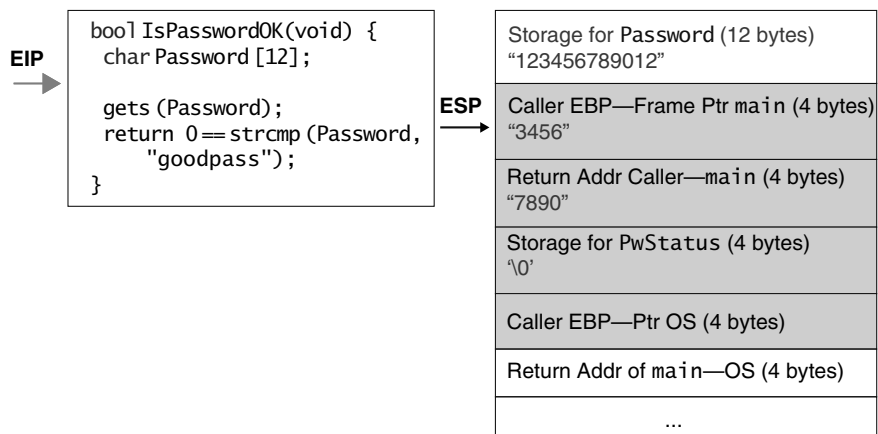 EIP
bool IsPasswordOK(void) {
char Password [12];
gets (Password);
return 0 == strcmp (Password,
"goodpass");
}
ESP
Storage for Password (12 bytes)
“123456789012”
Caller EBP—Frame Ptr main (4 bytes)
“3456”
Return Addr Caller—main (4 bytes)
“7890”
Storage for PwStatus (4 bytes)
‘\0’
Caller EBP—Ptr OS (4 bytes)
Return Addr of main—OS (4 bytes)
...